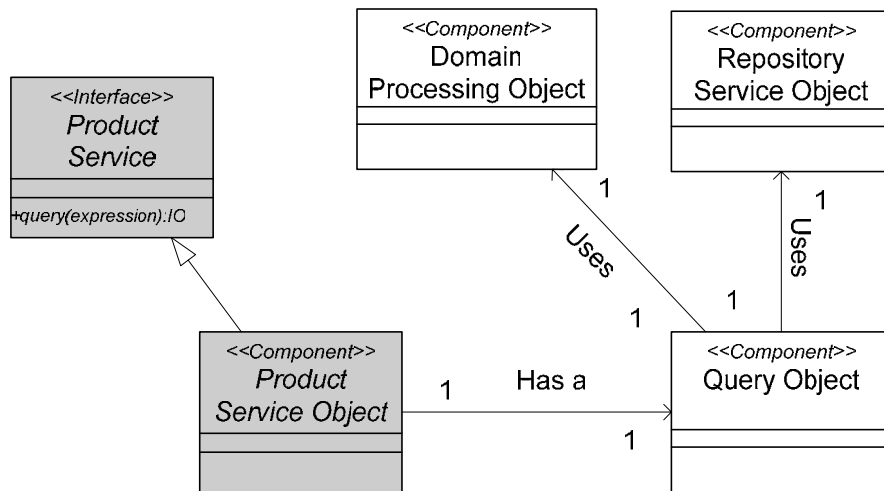 <<Component>>
Domain
Processing Object
<<Component>>
Repository
Service Object
<<Interface>>
Product
Service
+query(expression):IO
1
1
Uses
Uses
1
1
<<Component>>
Product
Service Object
1
Has a
1
<<Component>>
Query Object